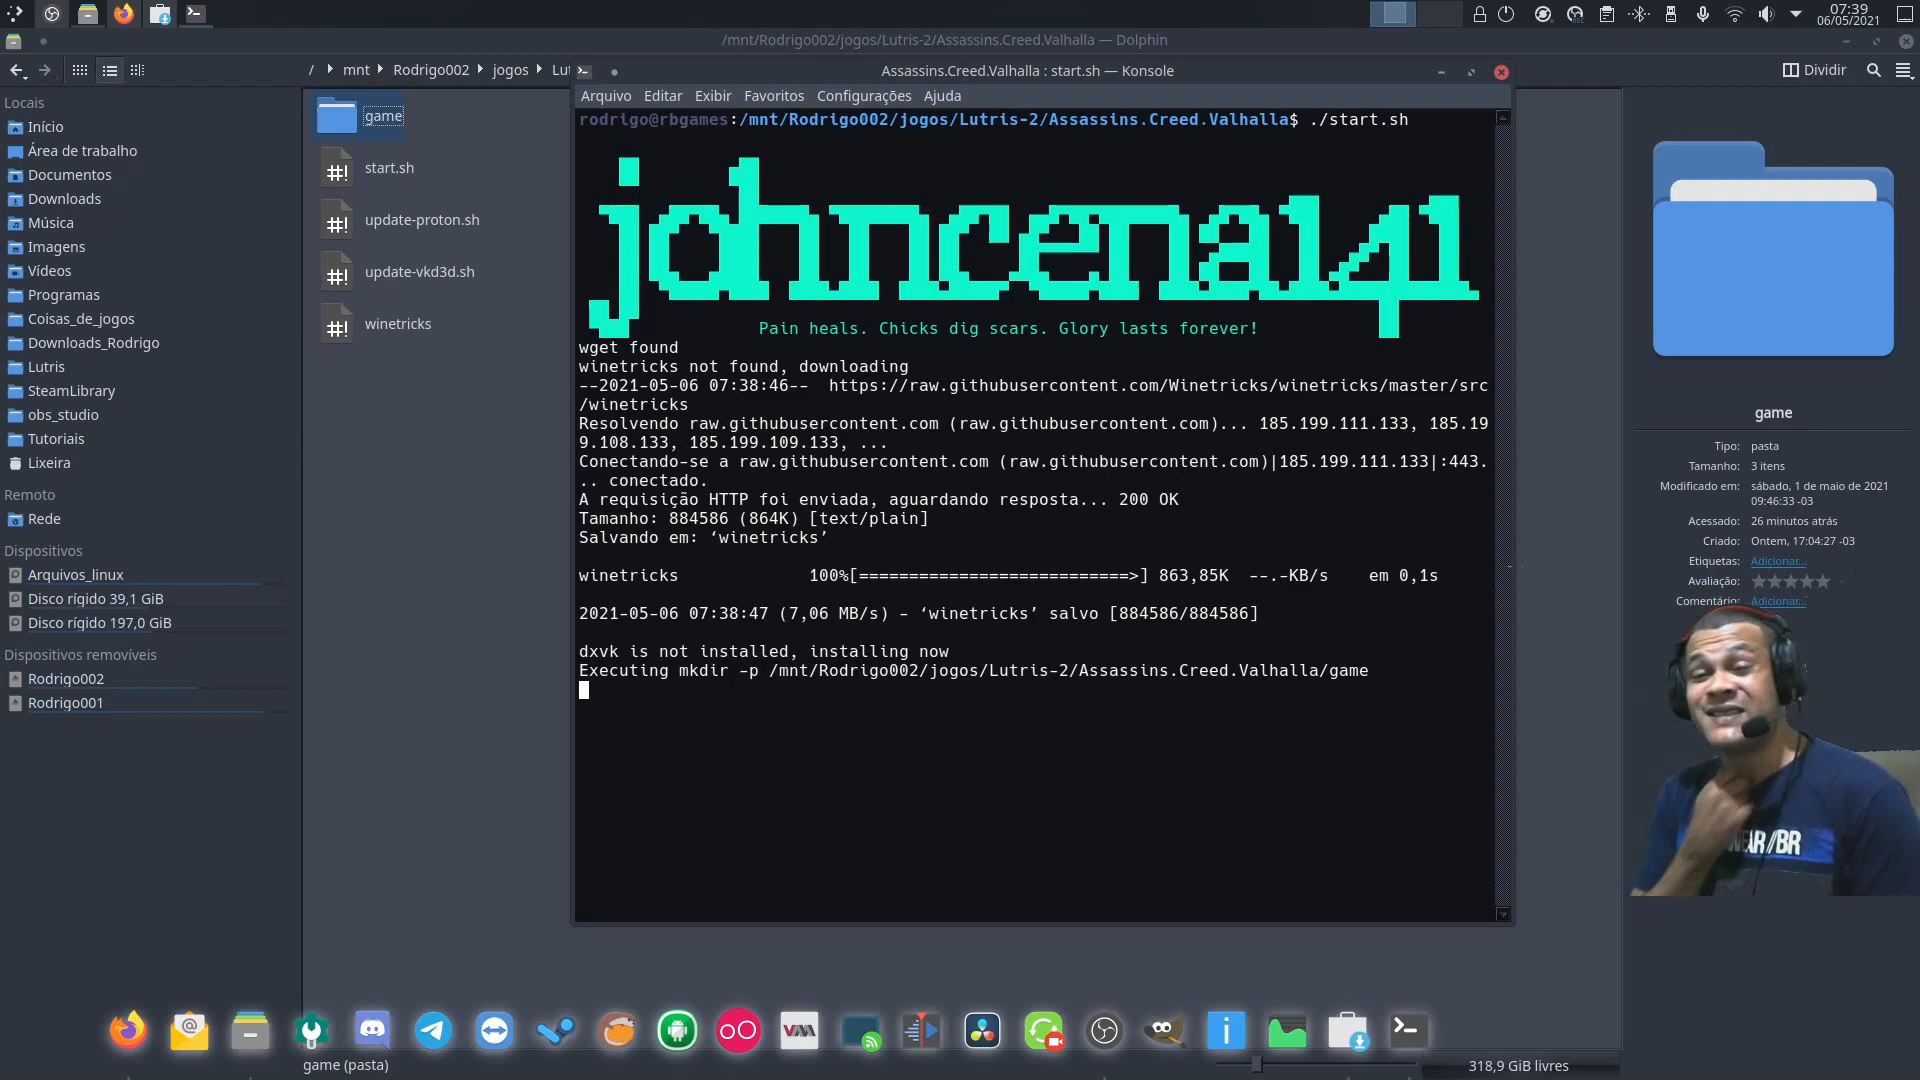 07:39
06/05/2021
/mnt/Rodrigo002/jogos/Lutris-2/Assassins.Creed.Valhalla — Dolphin
/ mnt Rodrigo002 jogos Lut
Dividir
Locais
Início
Área de trabalho
Documentos
Downloads
Música
Imagens
Vídeos
Programas
Coisas_de_jogos
Downloads_Rodrigo
Lutris
SteamLibrary
obs_studio
Tutoriais
Lixeira
Remoto
Rede
Dispositivos
Arquivos_linux
Disco rígido 39,1 GiB
Disco rígido 197,0 GiB
Dispositivos removíveis
Rodrigo002
Rodrigo001
game
start.sh
update-proton.sh
update-vkd3d.sh
winetricks
Assassins.Creed.Valhalla : start.sh — Konsole
Arquivo Editar Exibir Favoritos Configurações Ajuda
rodrigo@rbgames:/mnt/Rodrigo002/jogos/Lutris-2/Assassins.Creed.Valhalla$ ./start.sh
johncena141
Pain heals. Chicks dig scars. Glory lasts forever!
wget found
winetricks not found, downloading
--2021-05-06 07:38:46--  https://raw.githubusercontent.com/Winetricks/winetricks/master/src
/winetricks
Resolvendo raw.githubusercontent.com (raw.githubusercontent.com)... 185.199.111.133, 185.19
9.108.133, 185.199.109.133, ...
Conectando-se a raw.githubusercontent.com (raw.githubusercontent.com)|185.199.111.133|:443.
.. conectado.
A requisição HTTP foi enviada, aguardando resposta... 200 OK
Tamanho: 884586 (864K) [text/plain]
Salvando em: ‘winetricks’
winetricks 100%[===========================>] 863,85K --.-KB/s em 0,1s
2021-05-06 07:38:47 (7,06 MB/s) - ‘winetricks’ salvo [884586/884586]
dxvk is not installed, installing now
Executing mkdir -p /mnt/Rodrigo002/jogos/Lutris-2/Assassins.Creed.Valhalla/game
game
Tipo: pasta
Tamanho: 3 itens
Modificado em: sábado, 1 de maio de 2021
09:46:33 -03
Acessado: 26 minutos atrás
Criado: Ontem, 17:04:27 -03
Etiquetas: Adicionar...
Avaliação:
Comentário: Adicionar...
WEAR/BR
VMM
game (pasta)
318,9 GiB livres